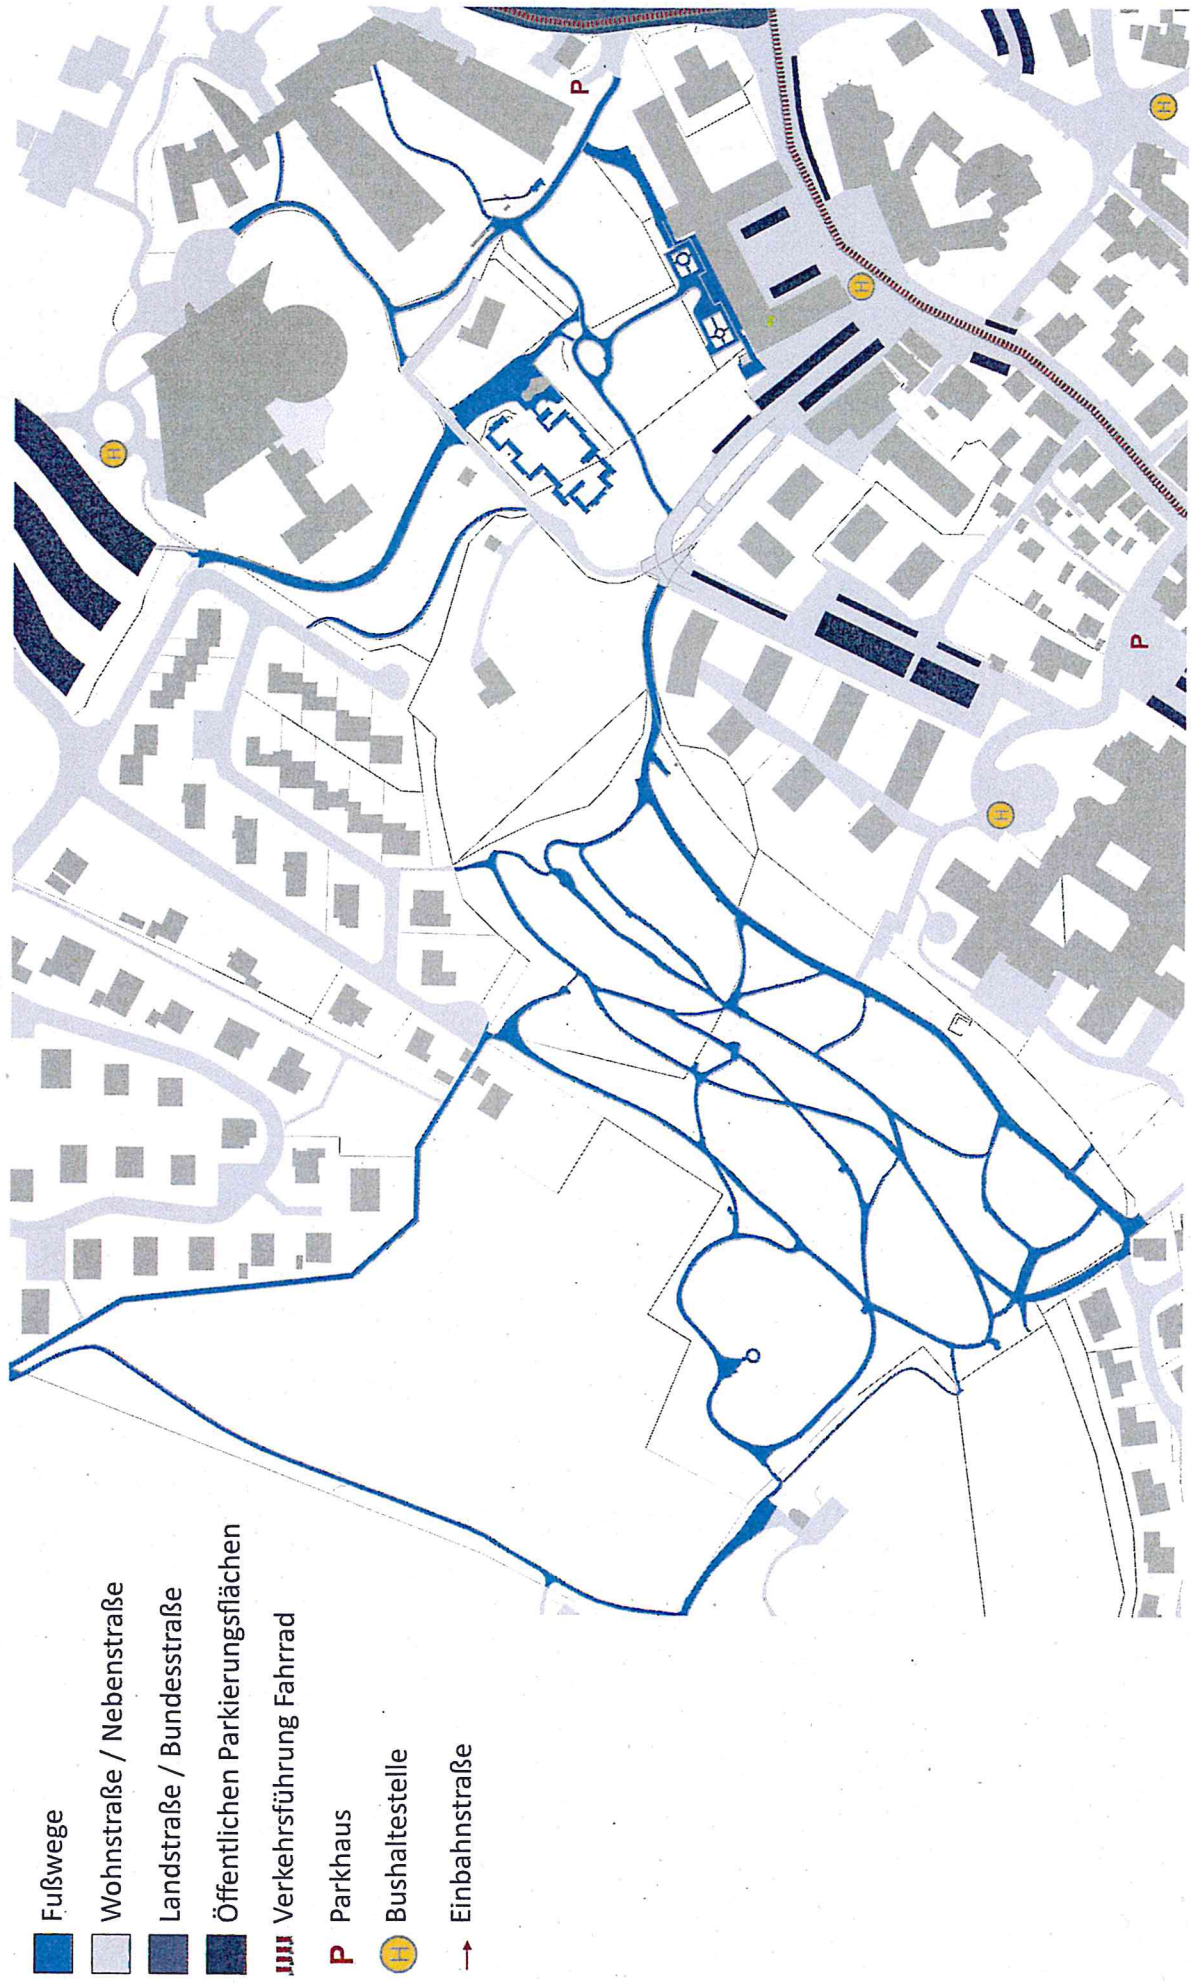 Fußwege
Wohnstraße / Nebenstraße
Landstraße / Bundesstraße
Öffentlichen Parkierungsflächen
Verkehrsführung Fahrrad
P Parkhaus
H Bushaltestelle
→ Einbahnstraße
P
H
H
H
P
H